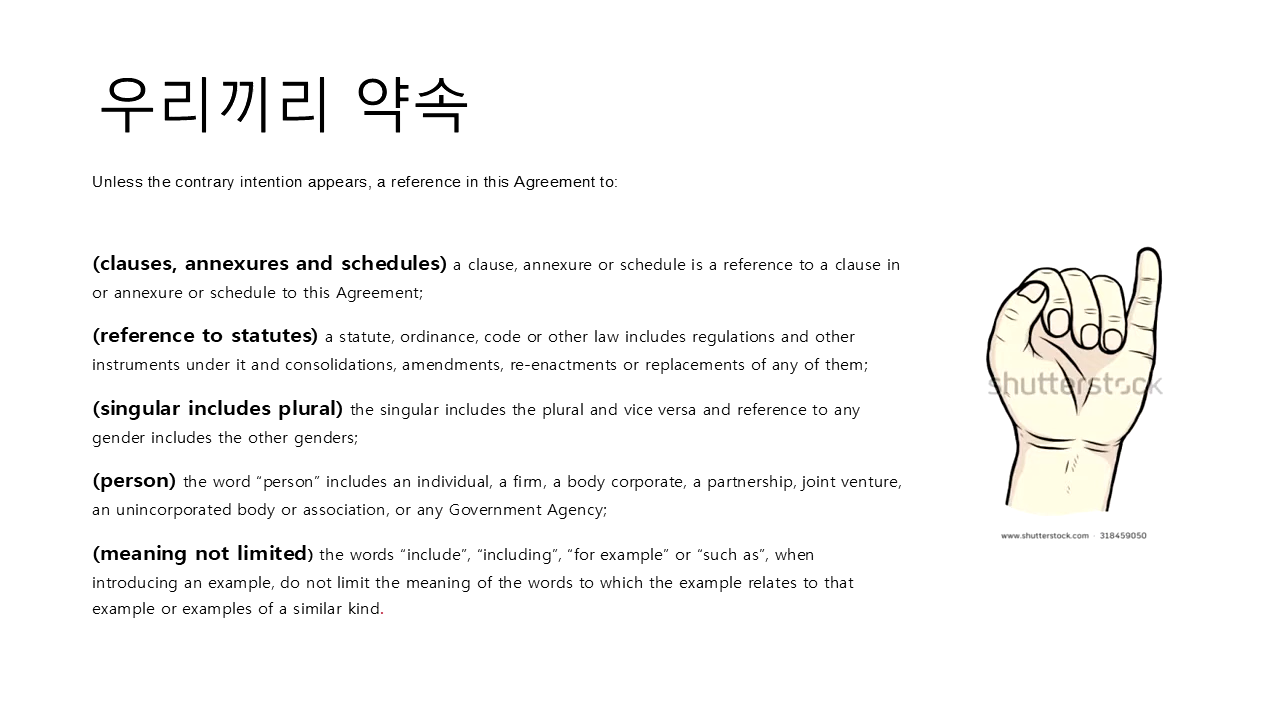 우리끼리 약속
Unless the contrary intention appears, a reference in this Agreement to:
(clauses, annexures and schedules) a clause, annexure or schedule is a reference to a clause in
or annexure or schedule to this Agreement;
(reference to statutes) a statute, ordinance, code or other law includes regulations and other
instruments under it and consolidations, amendments, re-enactments or replacements of any of them;
(singular includes plural) the singular includes the plural and vice versa and reference to any
gender includes the other genders;
(person) the word “person” includes an individual, a firm, a body corporate, a partnership, joint venture,
an unincorporated body or association, or any Government Agency;
(meaning not limited) the words “include”, “including”, “for example” or “such as”, when
introducing an example, do not limit the meaning of the words to which the example relates to that
example or examples of a similar kind.
shutterstock
www.shutterstock.com · 318459050